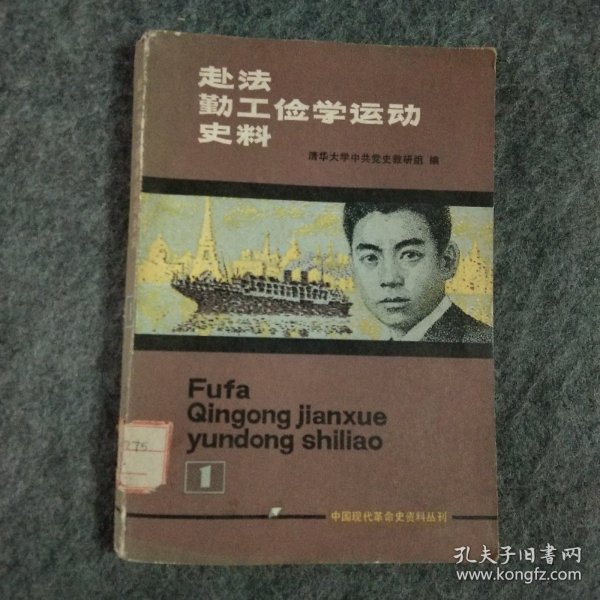 赴法
勤工俭学运动
史料
清华大学中共党史教研组 编
Fufa
Qingong jianxue
yundong shiliao
275
1
中国现代革命史资料丛刊
孔夫子旧书网
www.kongfz.com